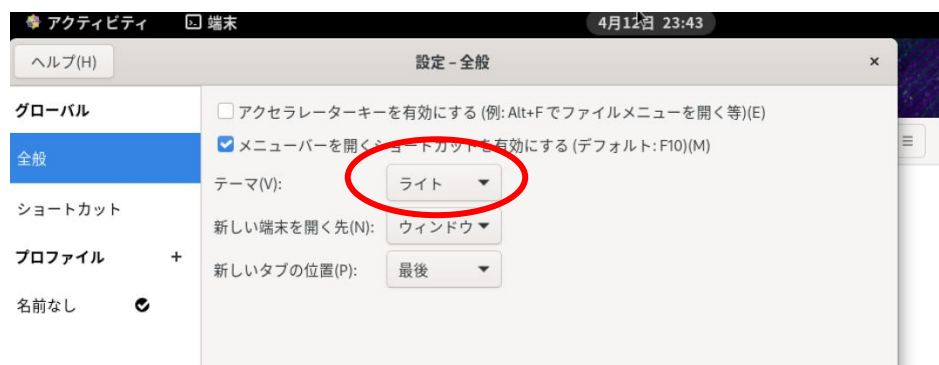 アクティビティ 端末 4月12日 23:43
ヘルプ(H) 設定 – 全般 ×
グローバル
アクセラレーターキーを有効にする (例: Alt+F でファイルメニューを開く等)(E)
全般
メニューバーを開くショートカットを有効にする (デフォルト: F10)(M)
テーマ(V): ライト
ショートカット
新しい端末を開く先(N): ウィンドウ
プロファイル +
新しいタブの位置(P): 最後
名前なし